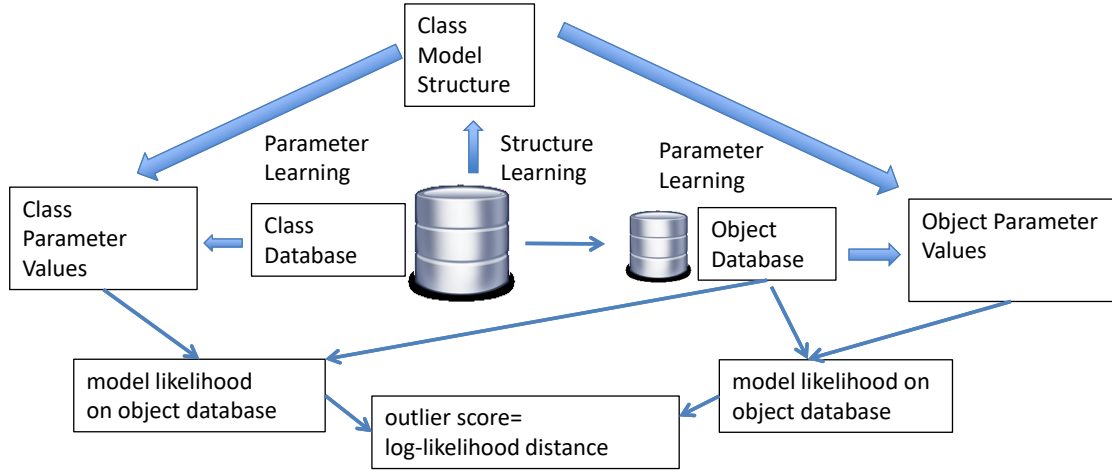 Class
Model
Structure
Parameter
Learning
Structure
Learning
Parameter
Learning
Class
Parameter
Values
Class
Database
Object
Database
Object Parameter
Values
model likelihood
on object database
outlier score=
log-likelihood distance
model likelihood on
object database